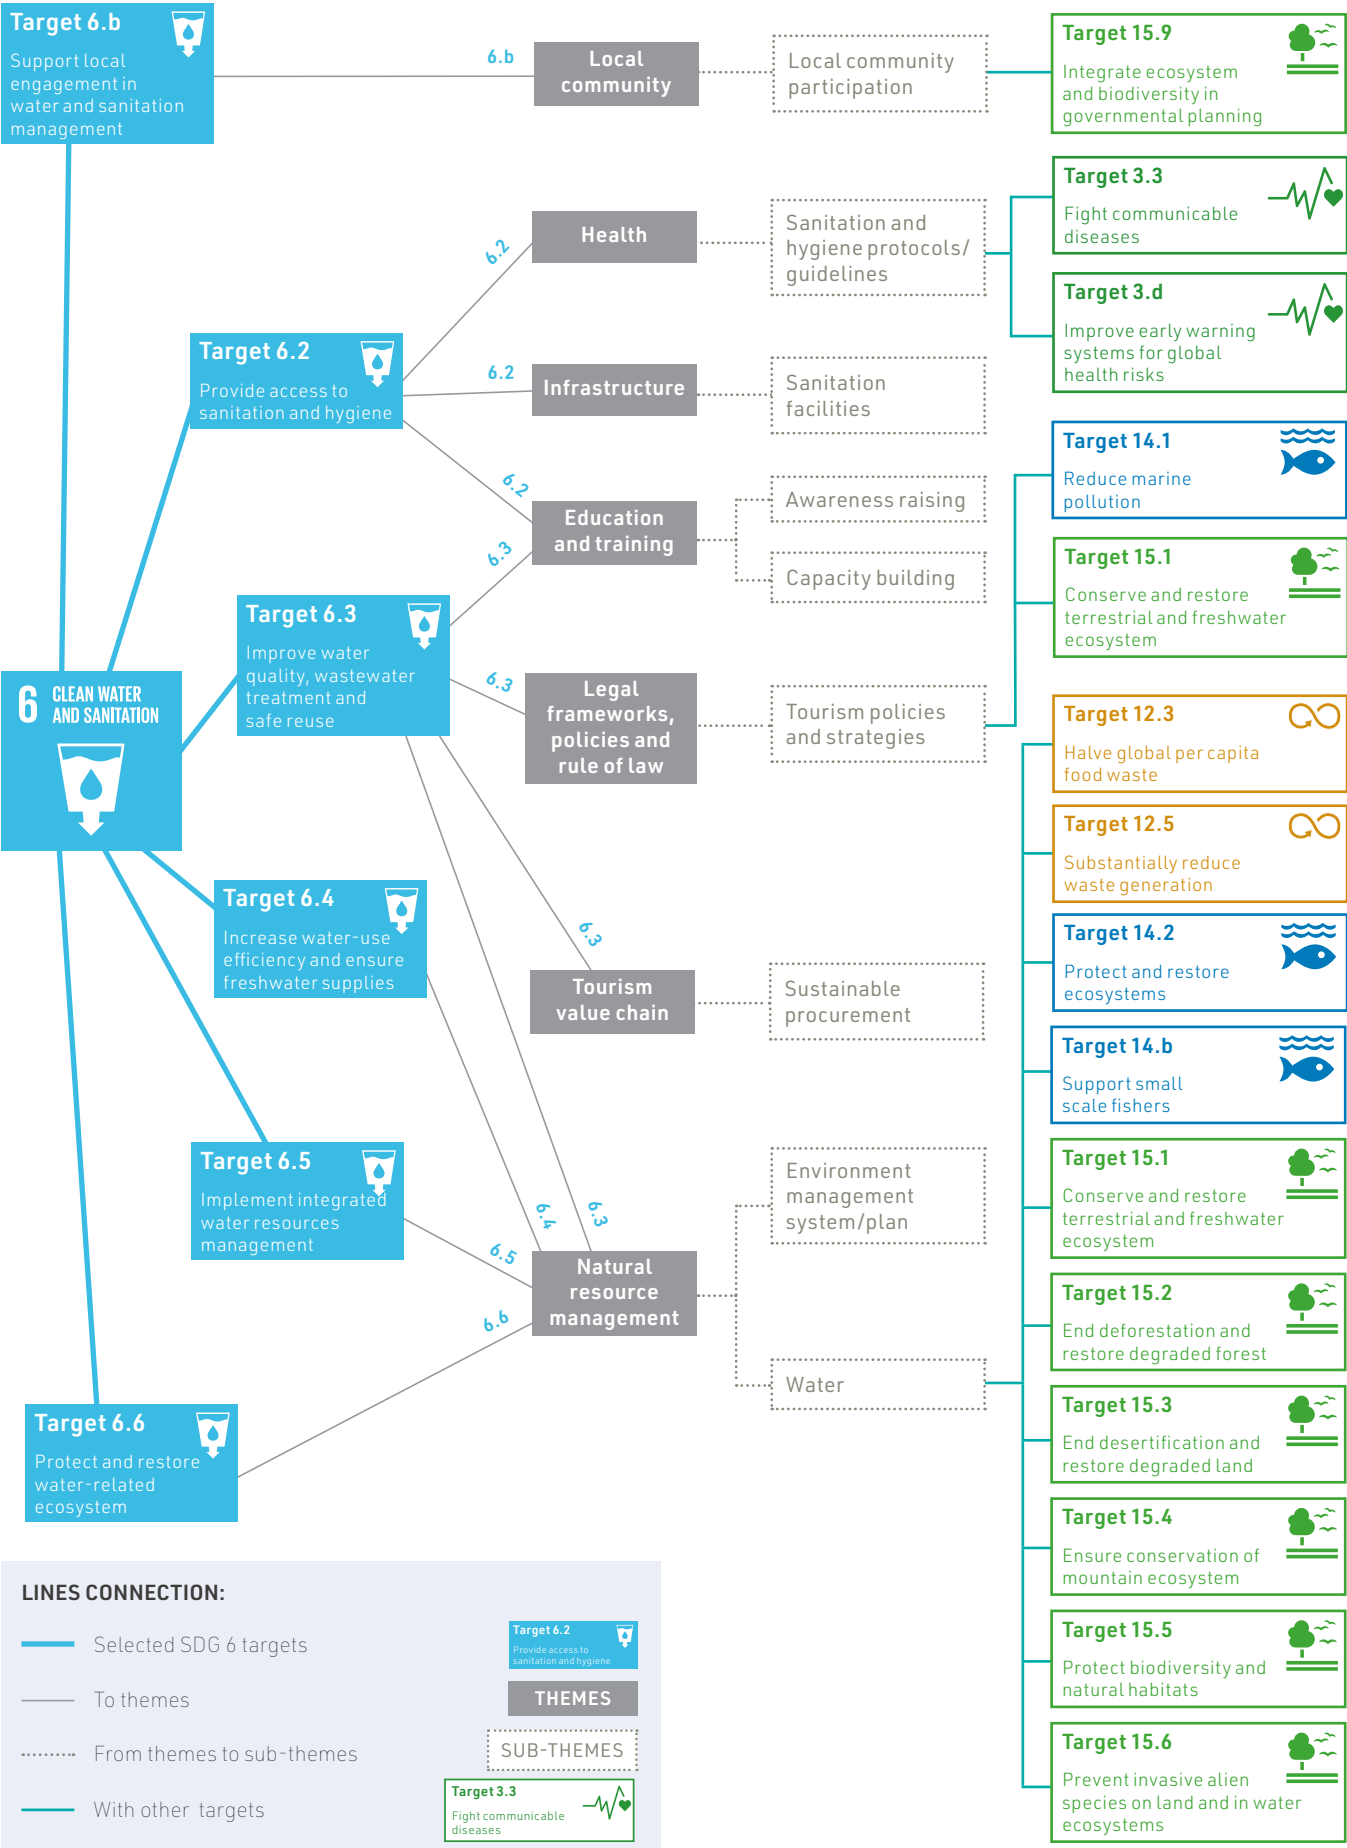 Target 6.b
Support local
engagement in
water and sanitation
management
6.b
Local
community
Local community
participation
Target 15.9
Integrate ecosystem
and biodiversity in
governmental planning
Target 3.3
Fight communicable
diseases
6.2
Health
Sanitation and
hygiene protocols/
guidelines
Target 3.d
Improve early warning
systems for global
health risks
Target 6.2
Provide access to
sanitation and hygiene
6.2
Infrastructure
Sanitation
facilities
Target 14.1
Reduce marine
pollution
6.2
Education
and training
6.3
Awareness raising
Capacity building
Target 15.1
Conserve and restore
terrestrial and freshwater
ecosystem
Target 6.3
Improve water
quality, wastewater
treatment and
safe reuse
6.3
Legal
frameworks,
policies and
rule of law
Tourism policies
and strategies
6 CLEAN WATER
AND SANITATION
Target 12.3
Halve global per capita
food waste
Target 12.5
Substantially reduce
waste generation
Target 6.4
Increase water-use
efficiency and ensure
freshwater supplies
6.3
Tourism
value chain
Sustainable
procurement
Target 14.2
Protect and restore
ecosystems
Target 14.b
Support small
scale fishers
Target 6.5
Implement integrated
water resources
management
6.4
6.3
6.5
6.6
Natural
resource
management
Environment
management
system/plan
Water
Target 15.1
Conserve and restore
terrestrial and freshwater
ecosystem
Target 15.2
End deforestation and
restore degraded forest
Target 15.3
End desertification and
restore degraded land
Target 6.6
Protect and restore
water-related
ecosystem
Target 15.4
Ensure conservation of
mountain ecosystem
Target 15.5
Protect biodiversity and
natural habitats
Target 15.6
Prevent invasive alien
species on land and in water
ecosystems
LINES CONNECTION:
Selected SDG 6 targets
Target 6.2
Provide access to
sanitation and hygiene
To themes
THEMES
From themes to sub-themes
SUB-THEMES
With other targets
Target 3.3
Fight communicable
diseases